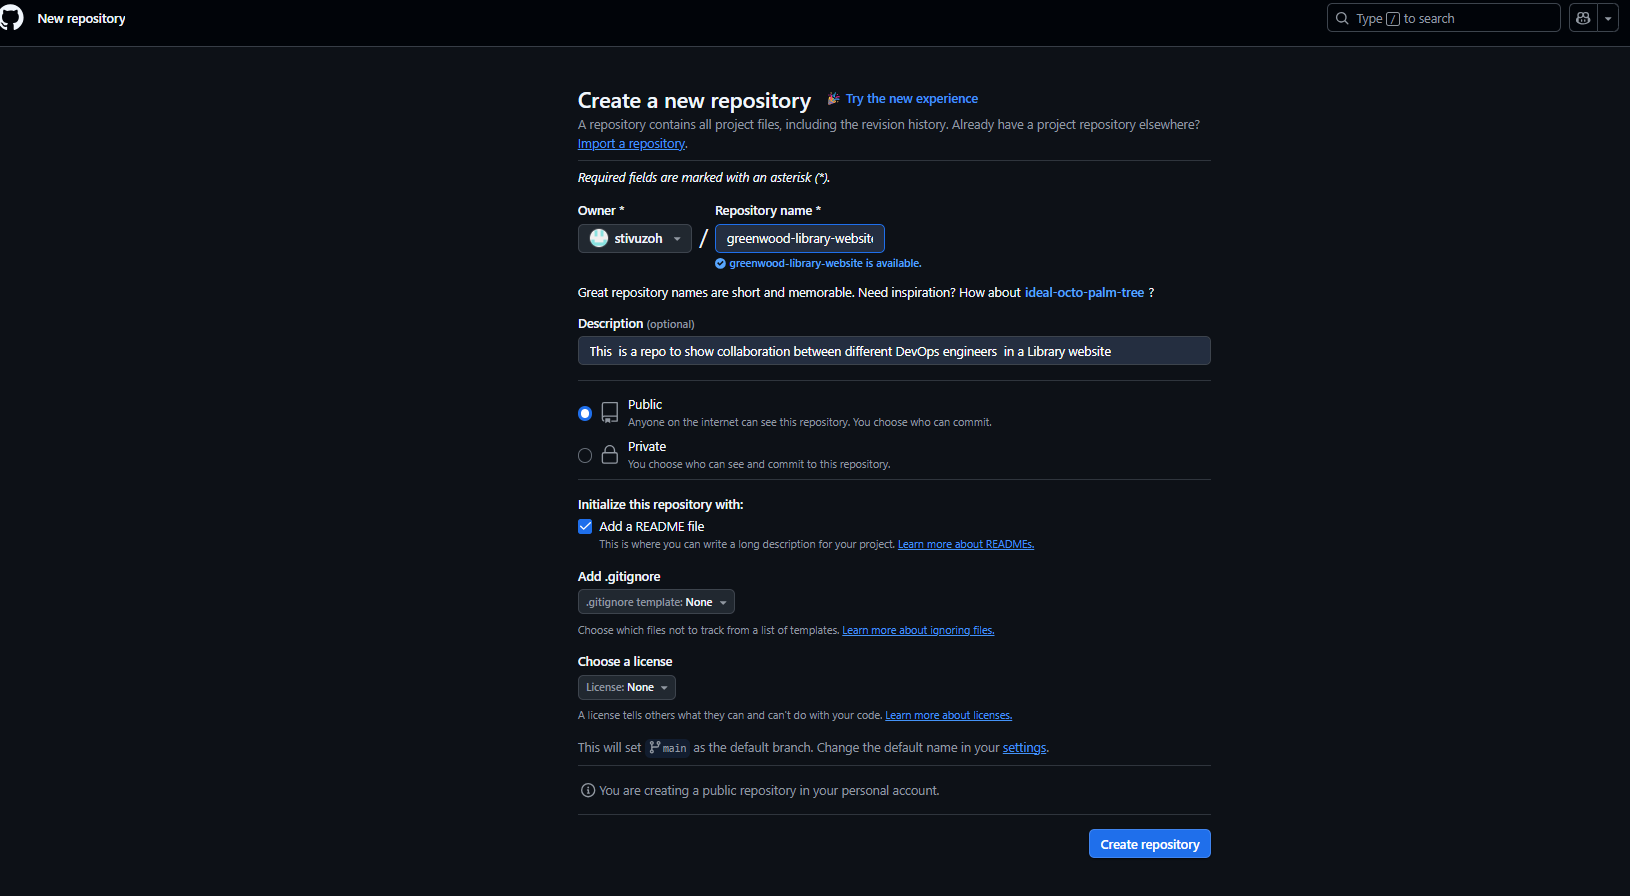 New repository
Type / to search
Create a new repository Try the new experience
A repository contains all project files, including the revision history. Already have a project repository elsewhere?
Import a repository.
Required fields are marked with an asterisk (*).
Owner * Repository name *
stivuzoh / greenwood-library-website
greenwood-library-website is available.
Great repository names are short and memorable. Need inspiration? How about ideal-octo-palm-tree ?
Description (optional)
This  is a repo to show collaboration between different DevOps engineers  in a Library website
Public
Anyone on the internet can see this repository. You choose who can commit.
Private
You choose who can see and commit to this repository.
Initialize this repository with:
Add a README file
This is where you can write a long description for your project. Learn more about READMEs.
Add .gitignore
.gitignore template: None
Choose which files not to track from a list of templates. Learn more about ignoring files.
Choose a license
License: None
A license tells others what they can and can't do with your code. Learn more about licenses.
This will set main as the default branch. Change the default name in your settings.
You are creating a public repository in your personal account.
Create repository